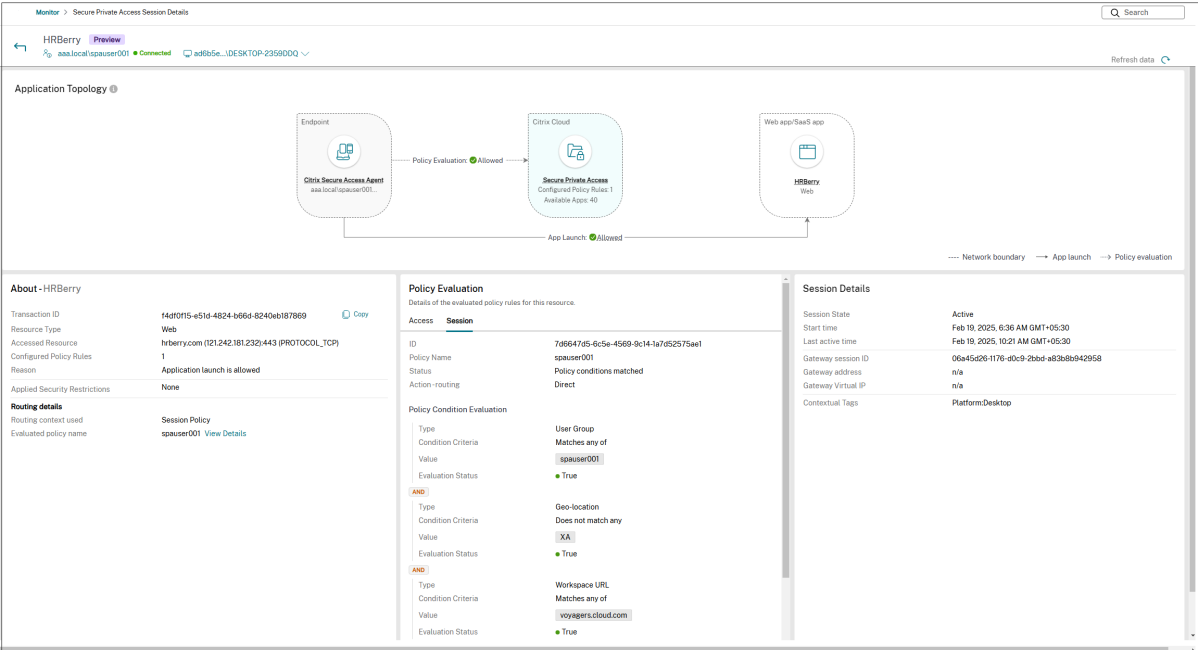 Monitor > Secure Private Access Session Details
Search
HRBerry Preview
aaa.local\spauser001 Connected ad6b5e...\DESKTOP-2359DDQ
Refresh data
Application Topology
Endpoint
Citrix Secure Access Agent
aaa.local\spauser001...
Policy Evaluation: Allowed
Citrix Cloud
Secure Private Access
Configured Policy Rules: 1
Available Apps: 40
Web app/SaaS app
HRBerry
Web
App Launch: Allowed
Network boundary App launch Policy evaluation
About - HRBerry
Transaction ID f4df0f15-e51d-4824-b66d-8240eb187869 Copy
Resource Type Web
Accessed Resource hrberry.com (121.242.181.232):443 (PROTOCOL_TCP)
Configured Policy Rules 1
Reason Application launch is allowed
Applied Security Restrictions None
Routing details
Routing context used Session Policy
Evaluated policy name spauser001 View Details
Policy Evaluation
Details of the evaluated policy rules for this resource.
Access Session
ID 7d6647d5-6c5e-4569-9c14-1a7d52575ae1
Policy Name spauser001
Status Policy conditions matched
Action-routing Direct
Policy Condition Evaluation
Type User Group
Condition Criteria Matches any of
Value spauser001
Evaluation Status True
AND
Type Geo-location
Condition Criteria Does not match any
Value XA
Evaluation Status True
AND
Type Workspace URL
Condition Criteria Matches any of
Value voyagers.cloud.com
Evaluation Status True
Session Details
Session State Active
Start time Feb 19, 2025, 6:36 AM GMT+05:30
Last active time Feb 19, 2025, 10:21 AM GMT+05:30
Gateway session ID 06a45d26-1176-d0c9-2bbd-a83b8b942958
Gateway address n/a
Gateway Virtual IP n/a
Contextual Tags Platform:Desktop